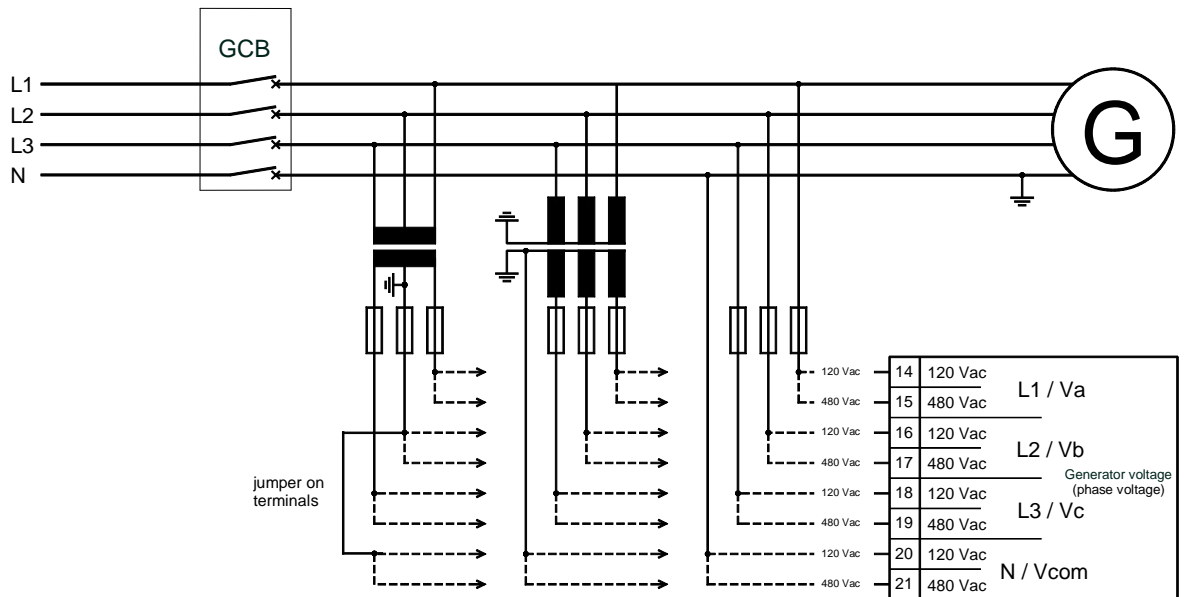 GCB
L1
L2
L3
N
G
120 Vac 14 120 Vac
L1 / Va
480 Vac 15 480 Vac
120 Vac 16 120 Vac
L2 / Vb
480 Vac 17 480 Vac
Generator voltage
(phase voltage)
jumper on
terminals
120 Vac 18 120 Vac
L3 / Vc
480 Vac 19 480 Vac
120 Vac 20 120 Vac
N / Vcom
480 Vac 21 480 Vac